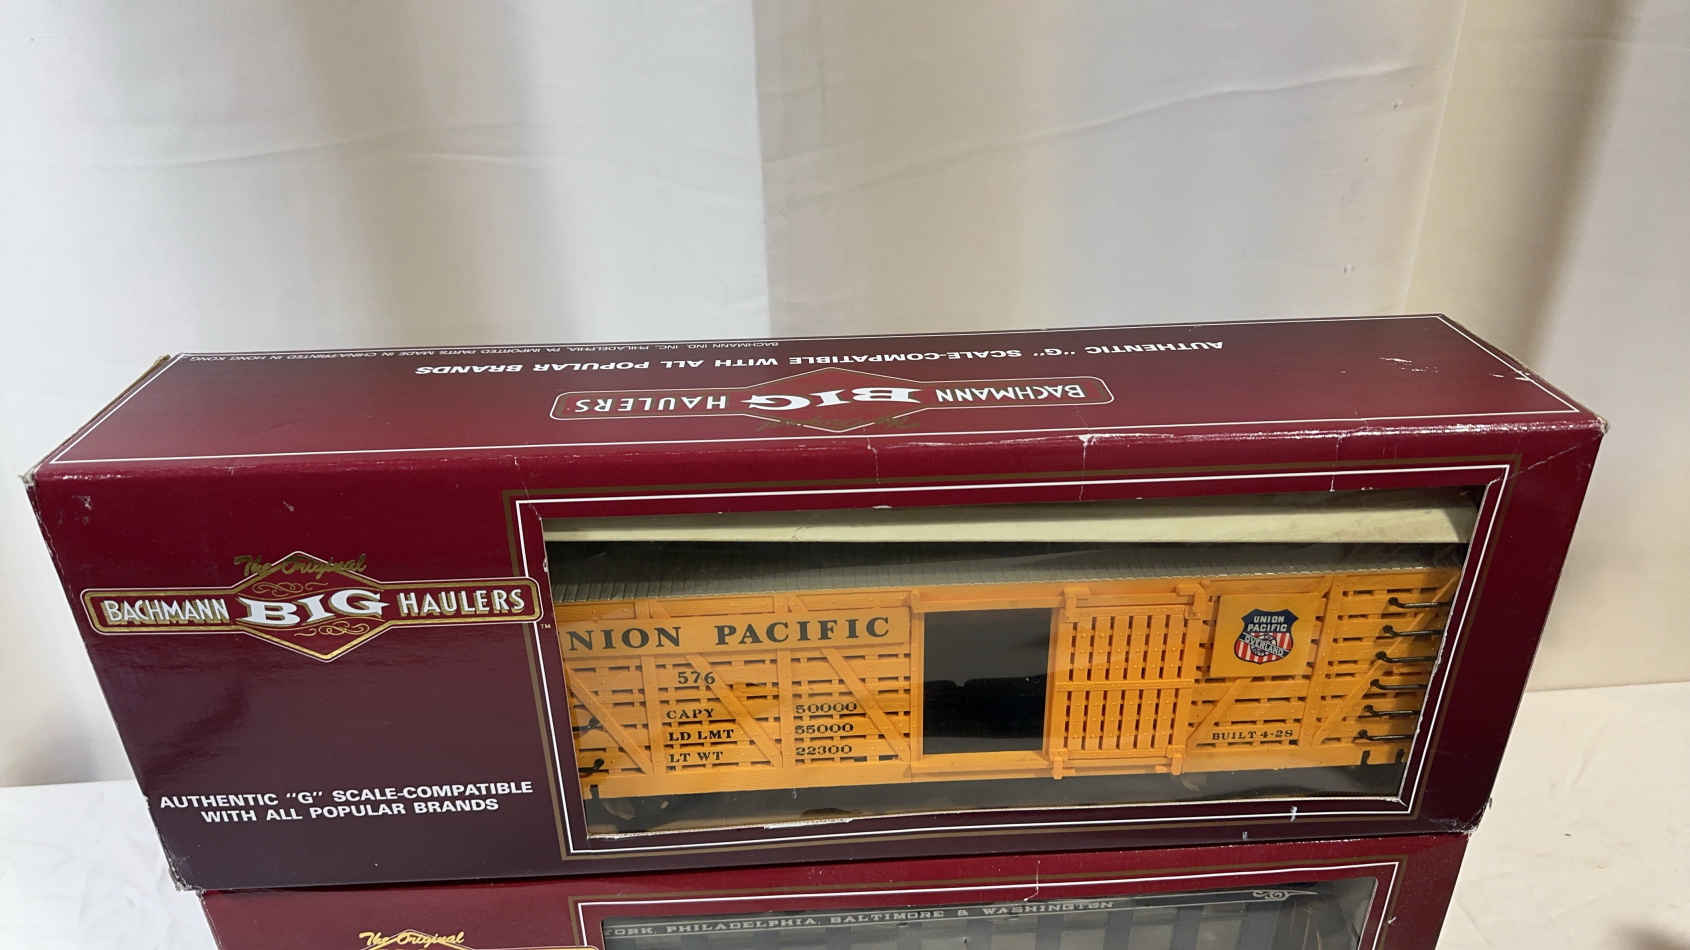 BACHMANN IND. INC. PHILADELPHIA, PA IMPORTED PARTS MADE IN CHINA/PRINTED IN HONG KONG
AUTHENTIC "G" SCALE-COMPATIBLE WITH ALL POPULAR BRANDS
BACHMANN BIG HAULERS
The Original
BACHMANN BIG HAULERS™
AUTHENTIC "G" SCALE-COMPATIBLE
WITH ALL POPULAR BRANDS
NION PACIFIC
576
CAPY 50000
LD LMT 55000
LT WT 22300
UNION
PACIFIC
OVERLAND
BUILT 4-28
The Original
YORK, PHILADELPHIA, BALTIMORE & WASHINGTON